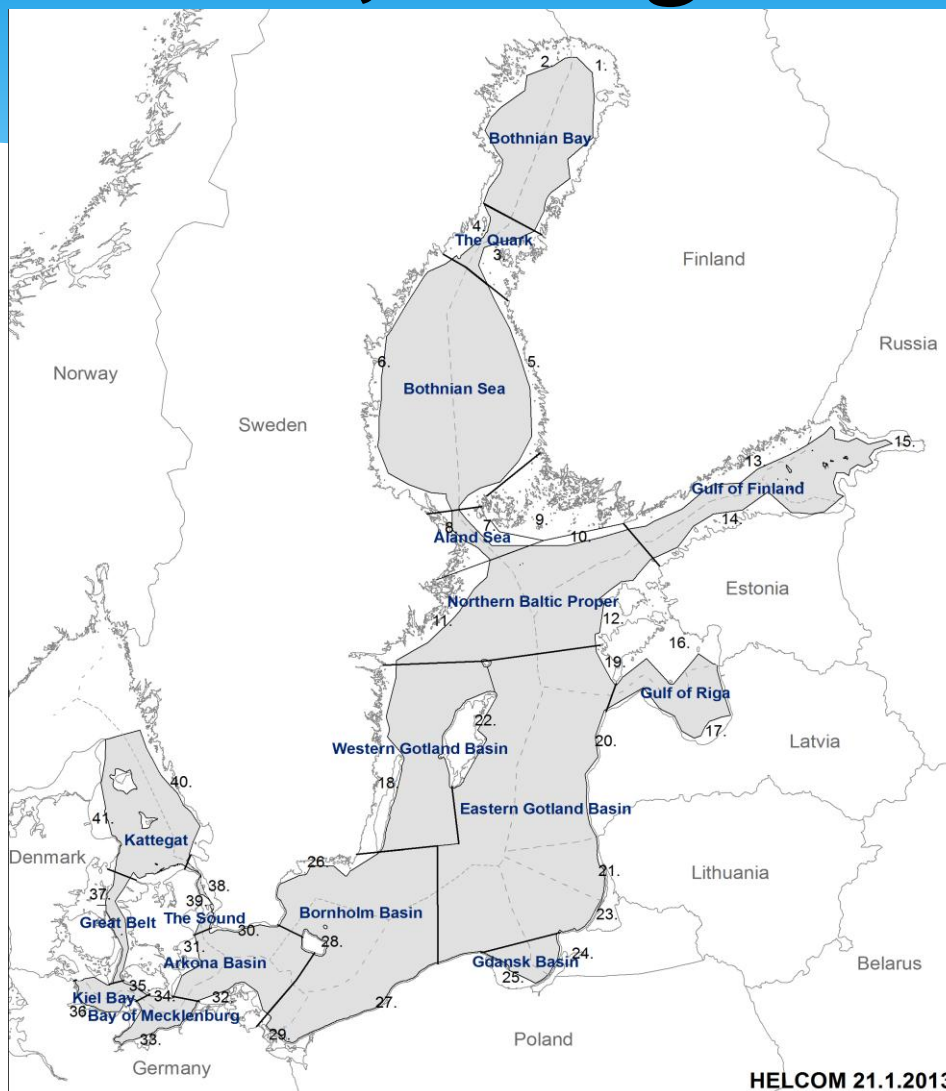 2.
1.
Bothnian Bay
4.
The Quark
3.
Finland
Russia
Norway
6.
5.
Bothnian Sea
Sweden
13.
15.
Gulf of Finland
14.
8.
7.
9.
10.
Åland Sea
Northern Baltic Proper
Estonia
11.
12.
16.
19.
Gulf of Riga
17.
22.
Western Gotland Basin
20.
Latvia
18.
40.
41.
Eastern Gotland Basin
Kattegat
Denmark
26.
21.
Lithuania
37.
38.
39.
Great Belt
The Sound
30.
Bornholm Basin
23.
28.
31.
Arkona Basin
Gdansk Basin
24.
25.
Belarus
Kiel Bay
35.
34.
32.
27.
36.
Bay of Mecklenburg
33.
29.
Poland
Germany
HELCOM 21.1.2013